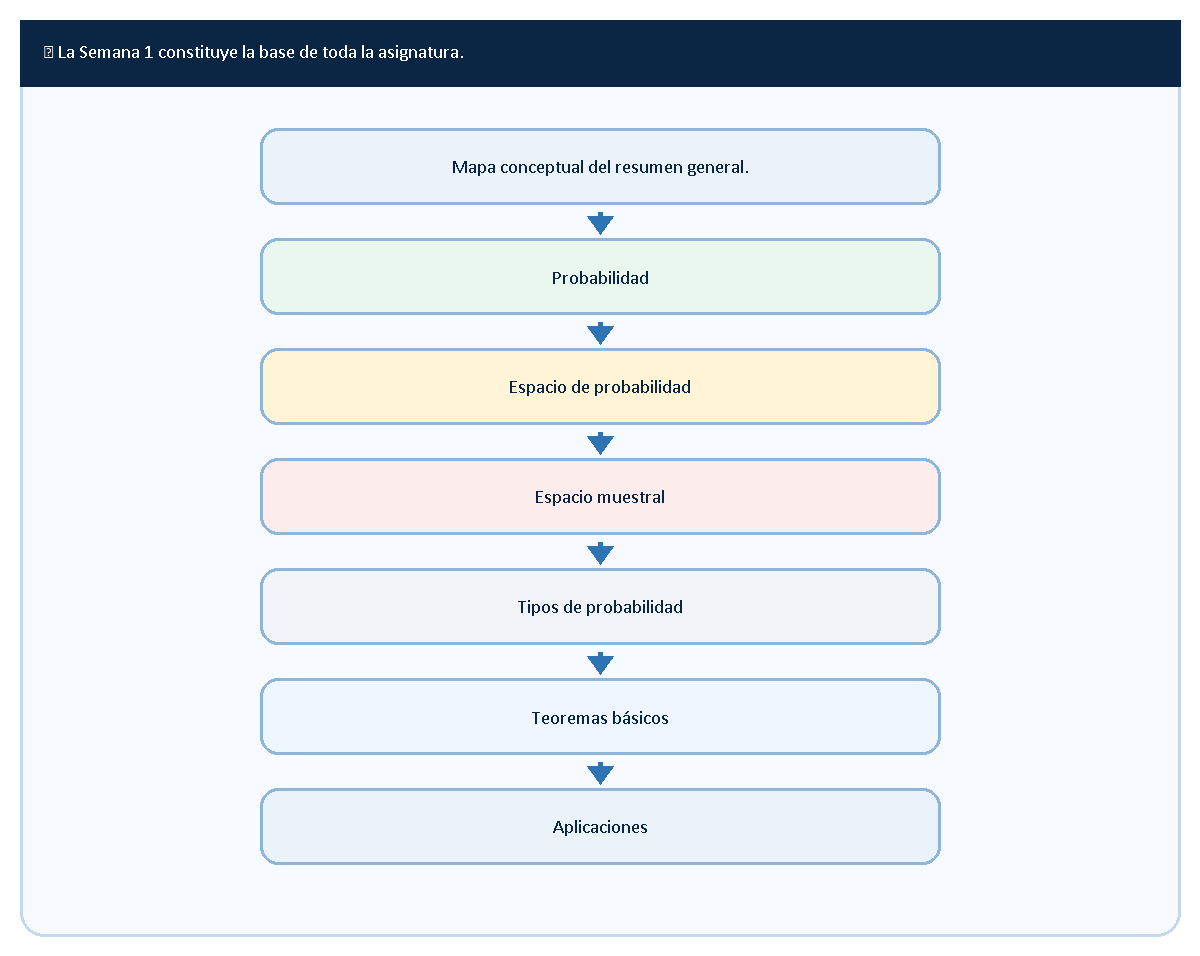 La Semana 1 constituye la base de toda la asignatura.
Mapa conceptual del resumen general.
Probabilidad
Espacio de probabilidad
Espacio muestral
Tipos de probabilidad
Teoremas básicos
Aplicaciones